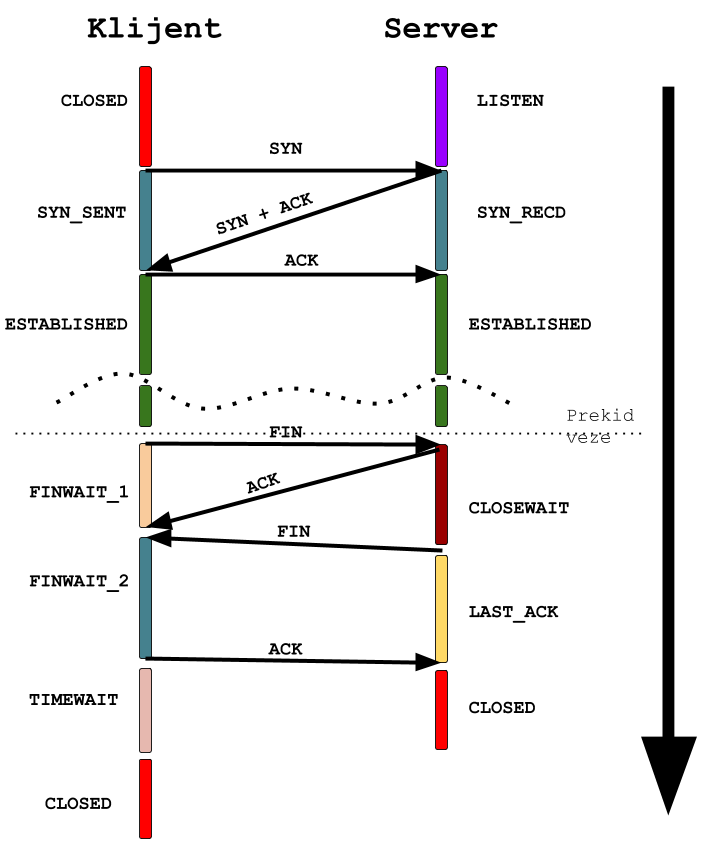 Klijent
Server
CLOSED
LISTEN
SYN
SYN_SENT
SYN + ACK
SYN_RECD
ACK
ESTABLISHED
ESTABLISHED
Prekid
veze
FIN
FINWAIT_1
ACK
CLOSEWAIT
FIN
FINWAIT_2
LAST_ACK
ACK
TIMEWAIT
CLOSED
CLOSED